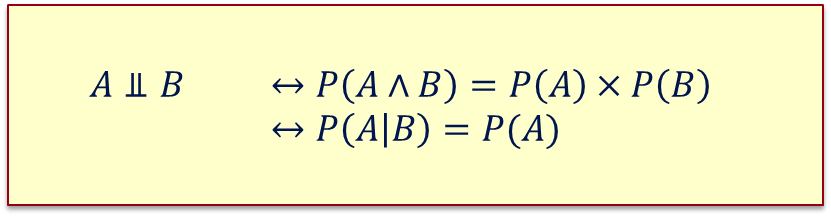 A ⫫ B ↔ P(A ∧ B) = P(A) × P(B)
↔ P(A|B) = P(A)